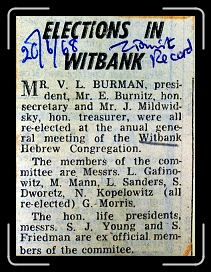 ELECTIONS IN
WITBANK
20/6/68
Zionist
Record
MR. V. L. BURMAN, presi-
dent, Mr. E. Burnitz, hon.
secretary and Mr. J. Mildwid-
sky, hon. treasurer, were all
re-elected at the anual gene-
ral meeting of the Witbank
Hebrew Congregation.
The members of the com-
mittee are Messrs. L. Gafino-
witz, M. Mann, L. Sanders, S.
Dworetz, N. Kopelowitz (all
re-elected) G. Morris.
The hon. life presidents,
messrs. S. J. Young and S.
Friedman are ex official mem-
bers of the commitee.